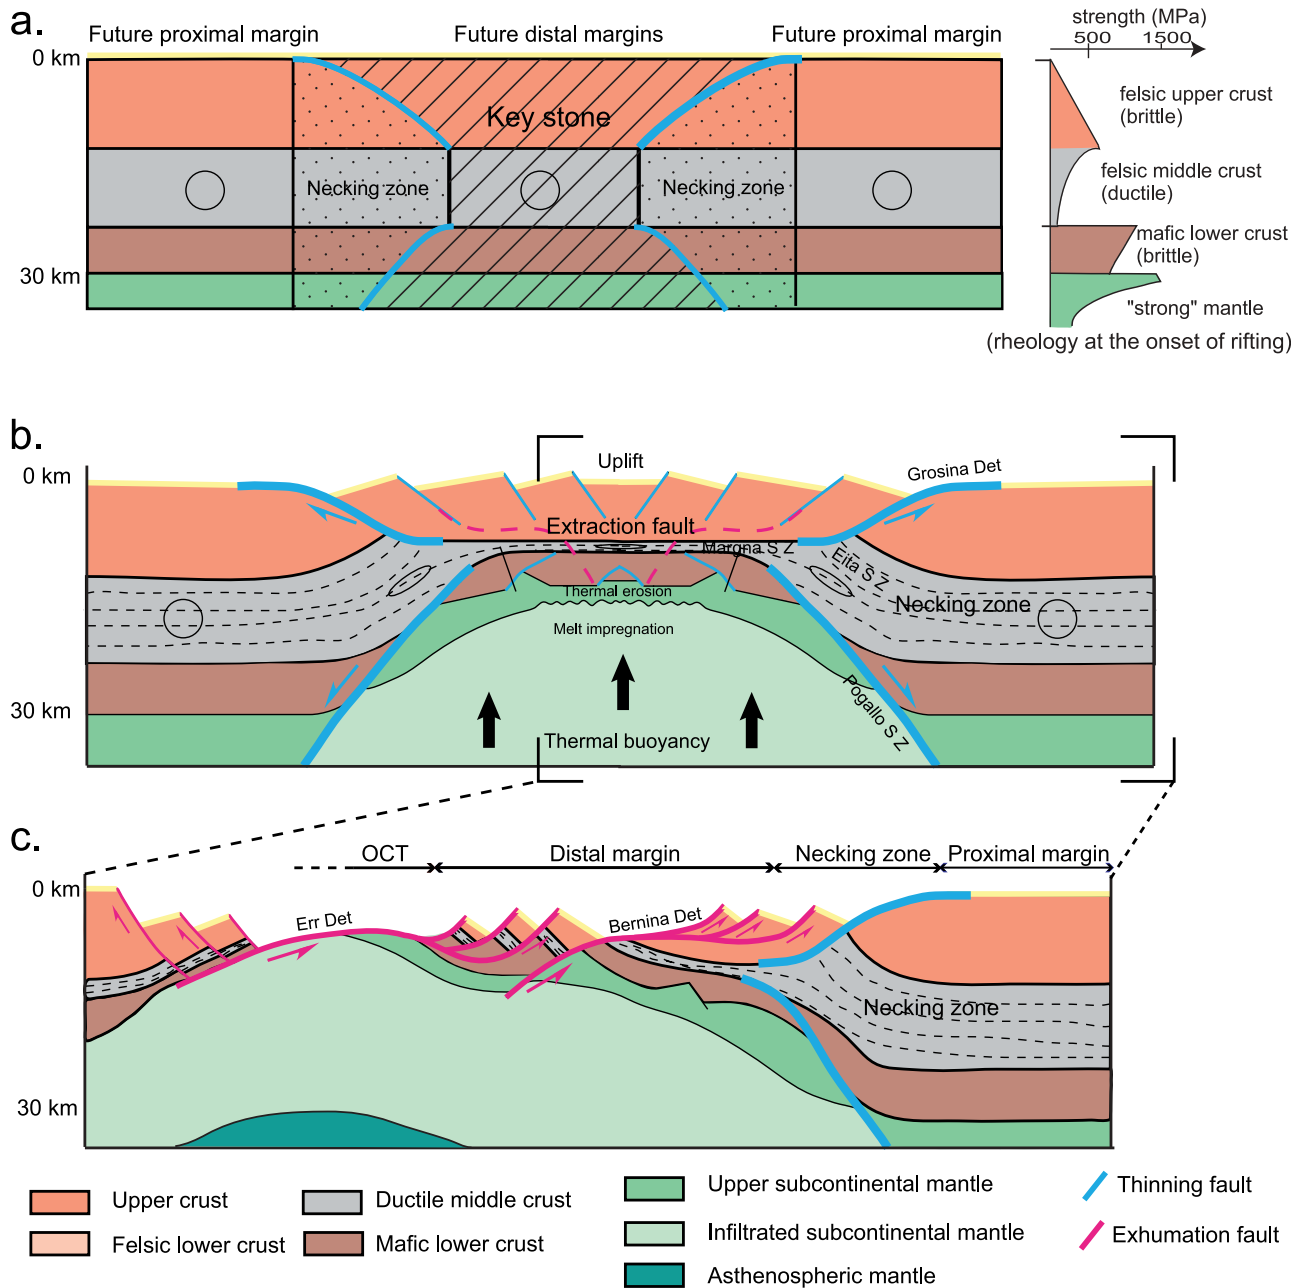 a.
strength (MPa)
500
1500
Future proximal margin
Future distal margins
Future proximal margin
0 km
Key stone
felsic upper crust
(brittle)
Necking zone
Necking zone
felsic middle crust
(ductile)
mafic lower crust
(brittle)
30 km
"strong" mantle
(rheology at the onset of rifting)
b.
0 km
Uplift
Grosina Det
Extraction fault
Margna S Z
Eita S Z
Necking zone
Thermal erosion
Melt impregnation
30 km
Pogallo S Z
Thermal buoyancy
c.
OCT
Distal margin
Necking zone
Proximal margin
0 km
Err Det
Bernina Det
Necking zone
30 km
Upper crust
Ductile middle crust
Upper subcontinental mantle
Thinning fault
Felsic lower crust
Mafic lower crust
Infiltrated subcontinental mantle
Exhumation fault
Asthenospheric mantle